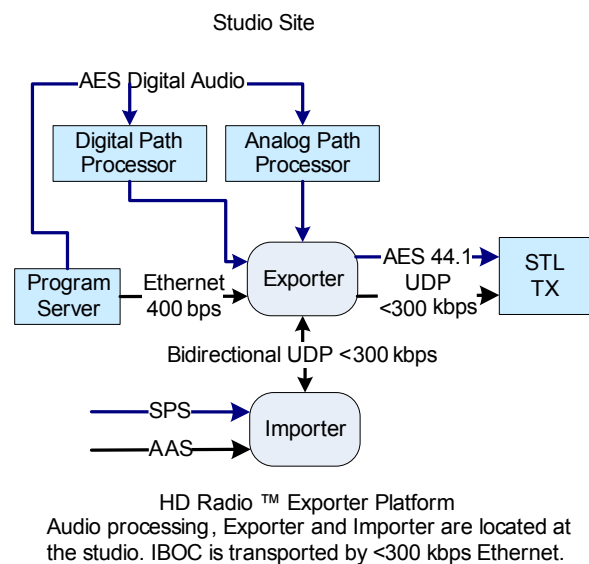 Studio Site
AES Digital Audio
Digital Path
Processor
Analog Path
Processor
Program
Server
Ethernet
400 bps
Exporter
AES 44.1
UDP
<300 kbps
STL
TX
Bidirectional UDP <300 kbps
SPS
AAS
Importer
HD Radio ™ Exporter Platform
Audio processing, Exporter and Importer are located at
the studio. IBOC is transported by <300 kbps Ethernet.